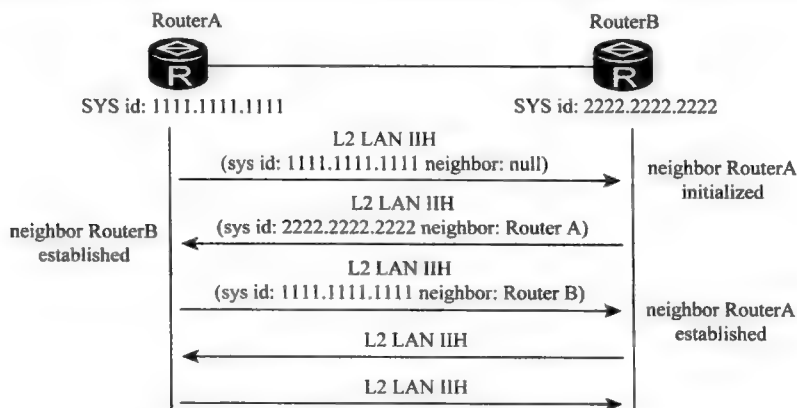 RouterA
RouterB
R
R
SYS id: 1111.1111.1111
SYS id: 2222.2222.2222
L2 LAN IIH
(sys id: 1111.1111.1111 neighbor: null)
neighbor RouterA
initialized
L2 LAN IIH
(sys id: 2222.2222.2222 neighbor: Router A)
neighbor RouterB
established
L2 LAN IIH
(sys id: 1111.1111.1111 neighbor: Router B)
neighbor RouterA
established
L2 LAN IIH
L2 LAN IIH